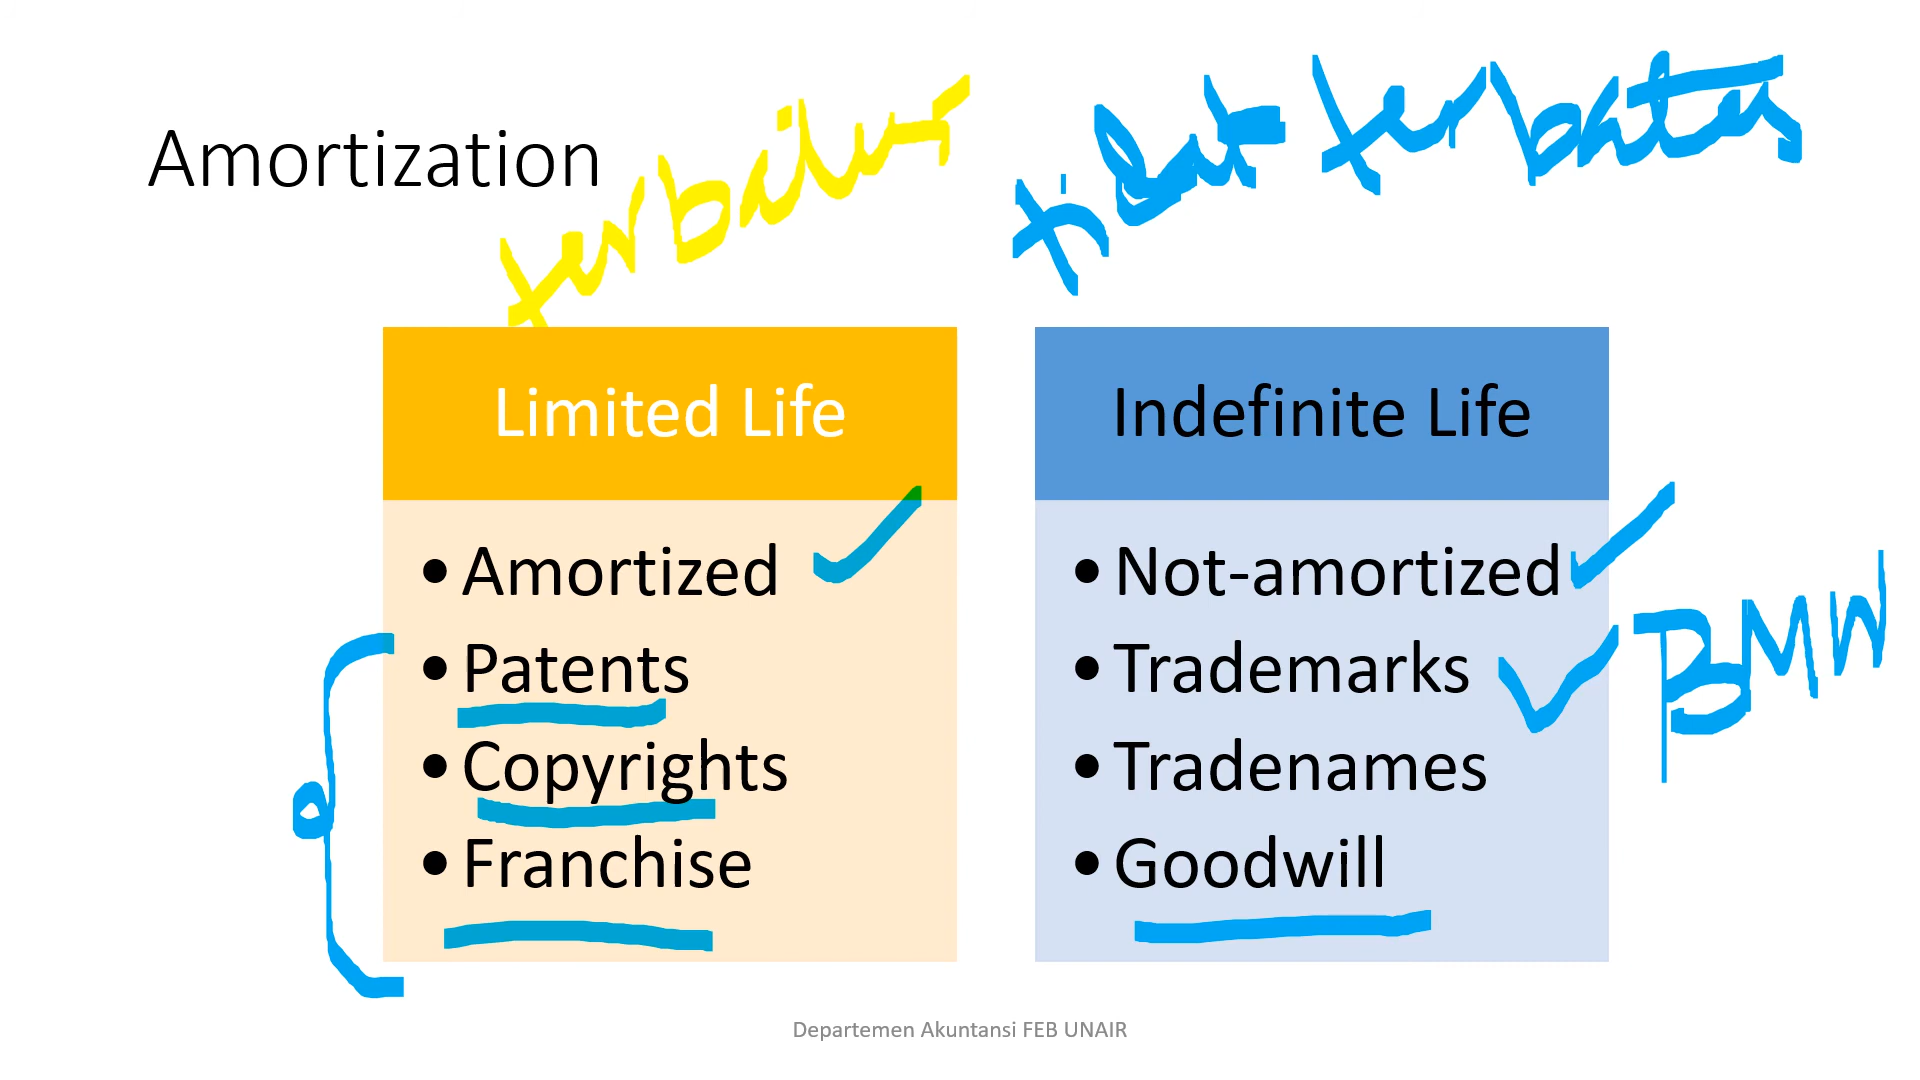 Amortization
terbatas
tidak terbatas
Limited Life
• Amortized
• Patents
• Copyrights
• Franchise
Indefinite Life
• Not-amortized
• Trademarks
• Tradenames
• Goodwill
BMW
Departemen Akuntansi FEB UNAIR